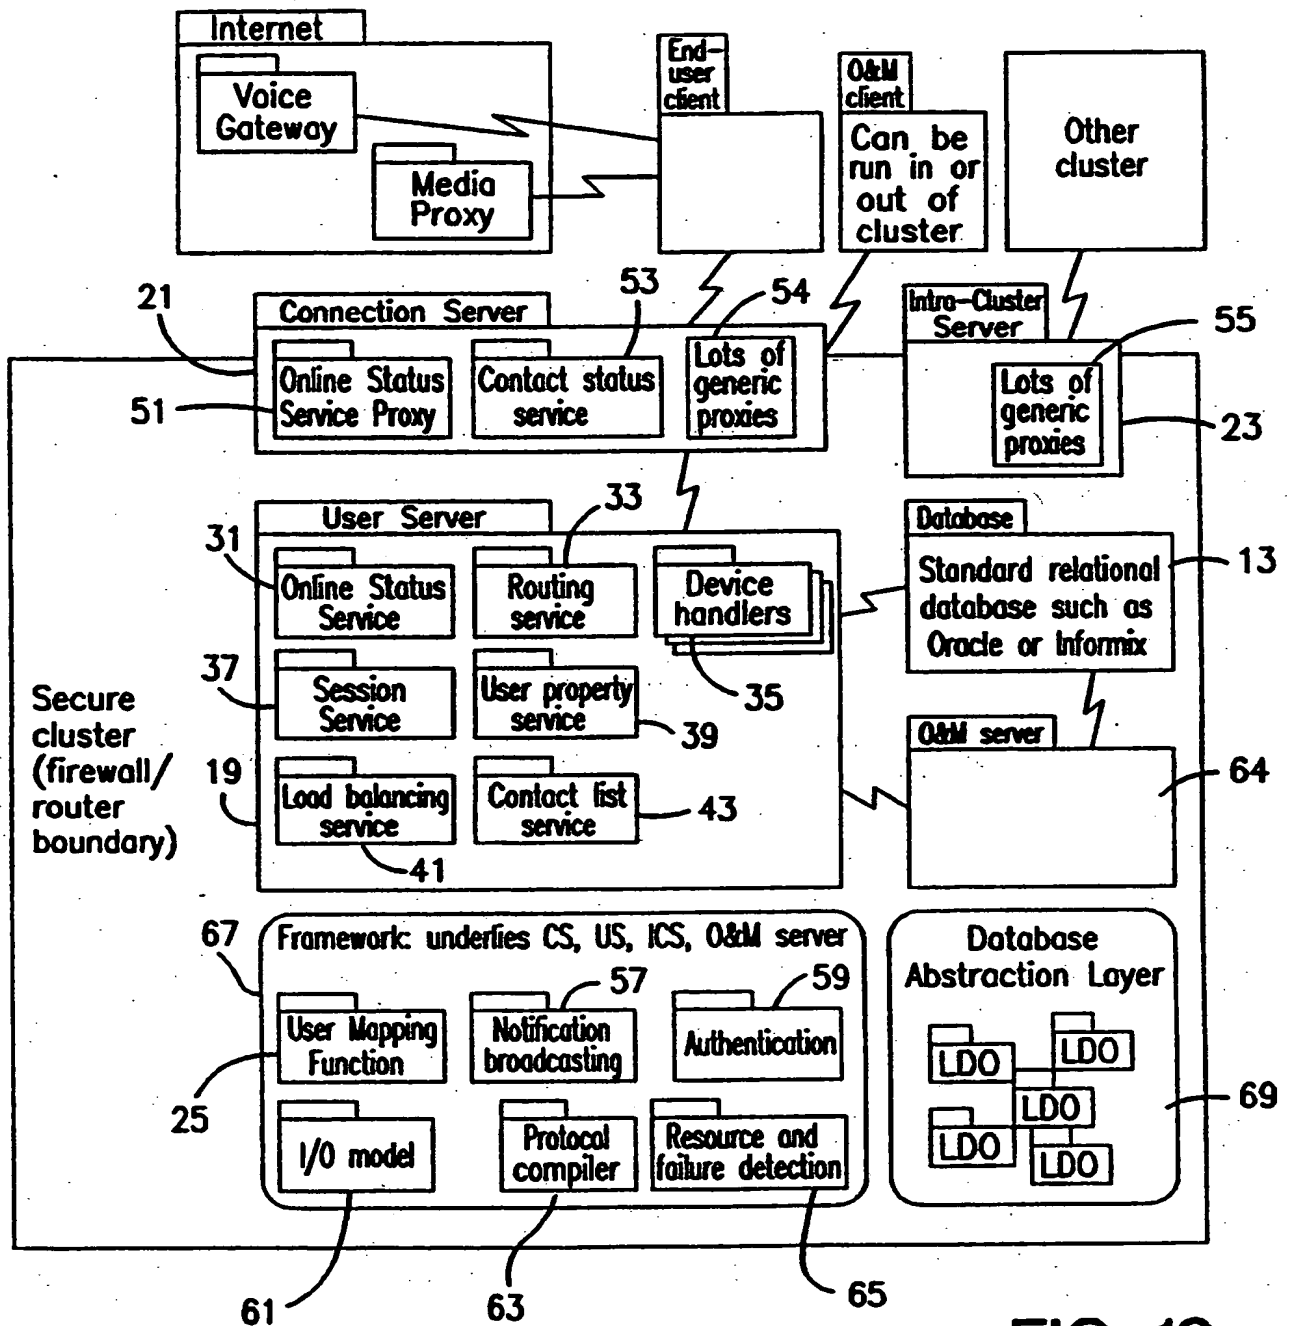 Internet
Voice
Gateway
Media
Proxy
End-
user
client
O&M
client
Can be
run in or
out of
cluster
Other
cluster
21
Connection Server
53
54
Online Status
Service Proxy
51
Contact status
service
Lots of
generic
proxies
Intra-Cluster
Server
55
Lots of
generic
proxies
23
User Server
31
Online Status
Service
33
Routing
service
Device
handlers
35
37
Session
Service
User property
service
39
19
Load balancing
service
41
Contact list
service
43
Database
Standard relational
database such as
Oracle or Informix
13
O&M server
64
Secure
cluster
(firewall/
router
boundary)
67
Framework: underlies CS, US, ICS, O&M server
User Mapping
Function
25
57
Notification
broadcasting
59
Authentication
I/O model
61
Protocol
compiler
63
Resource and
failure detection
65
Database
Abstraction Layer
LDO
LDO
LDO
LDO
LDO
69